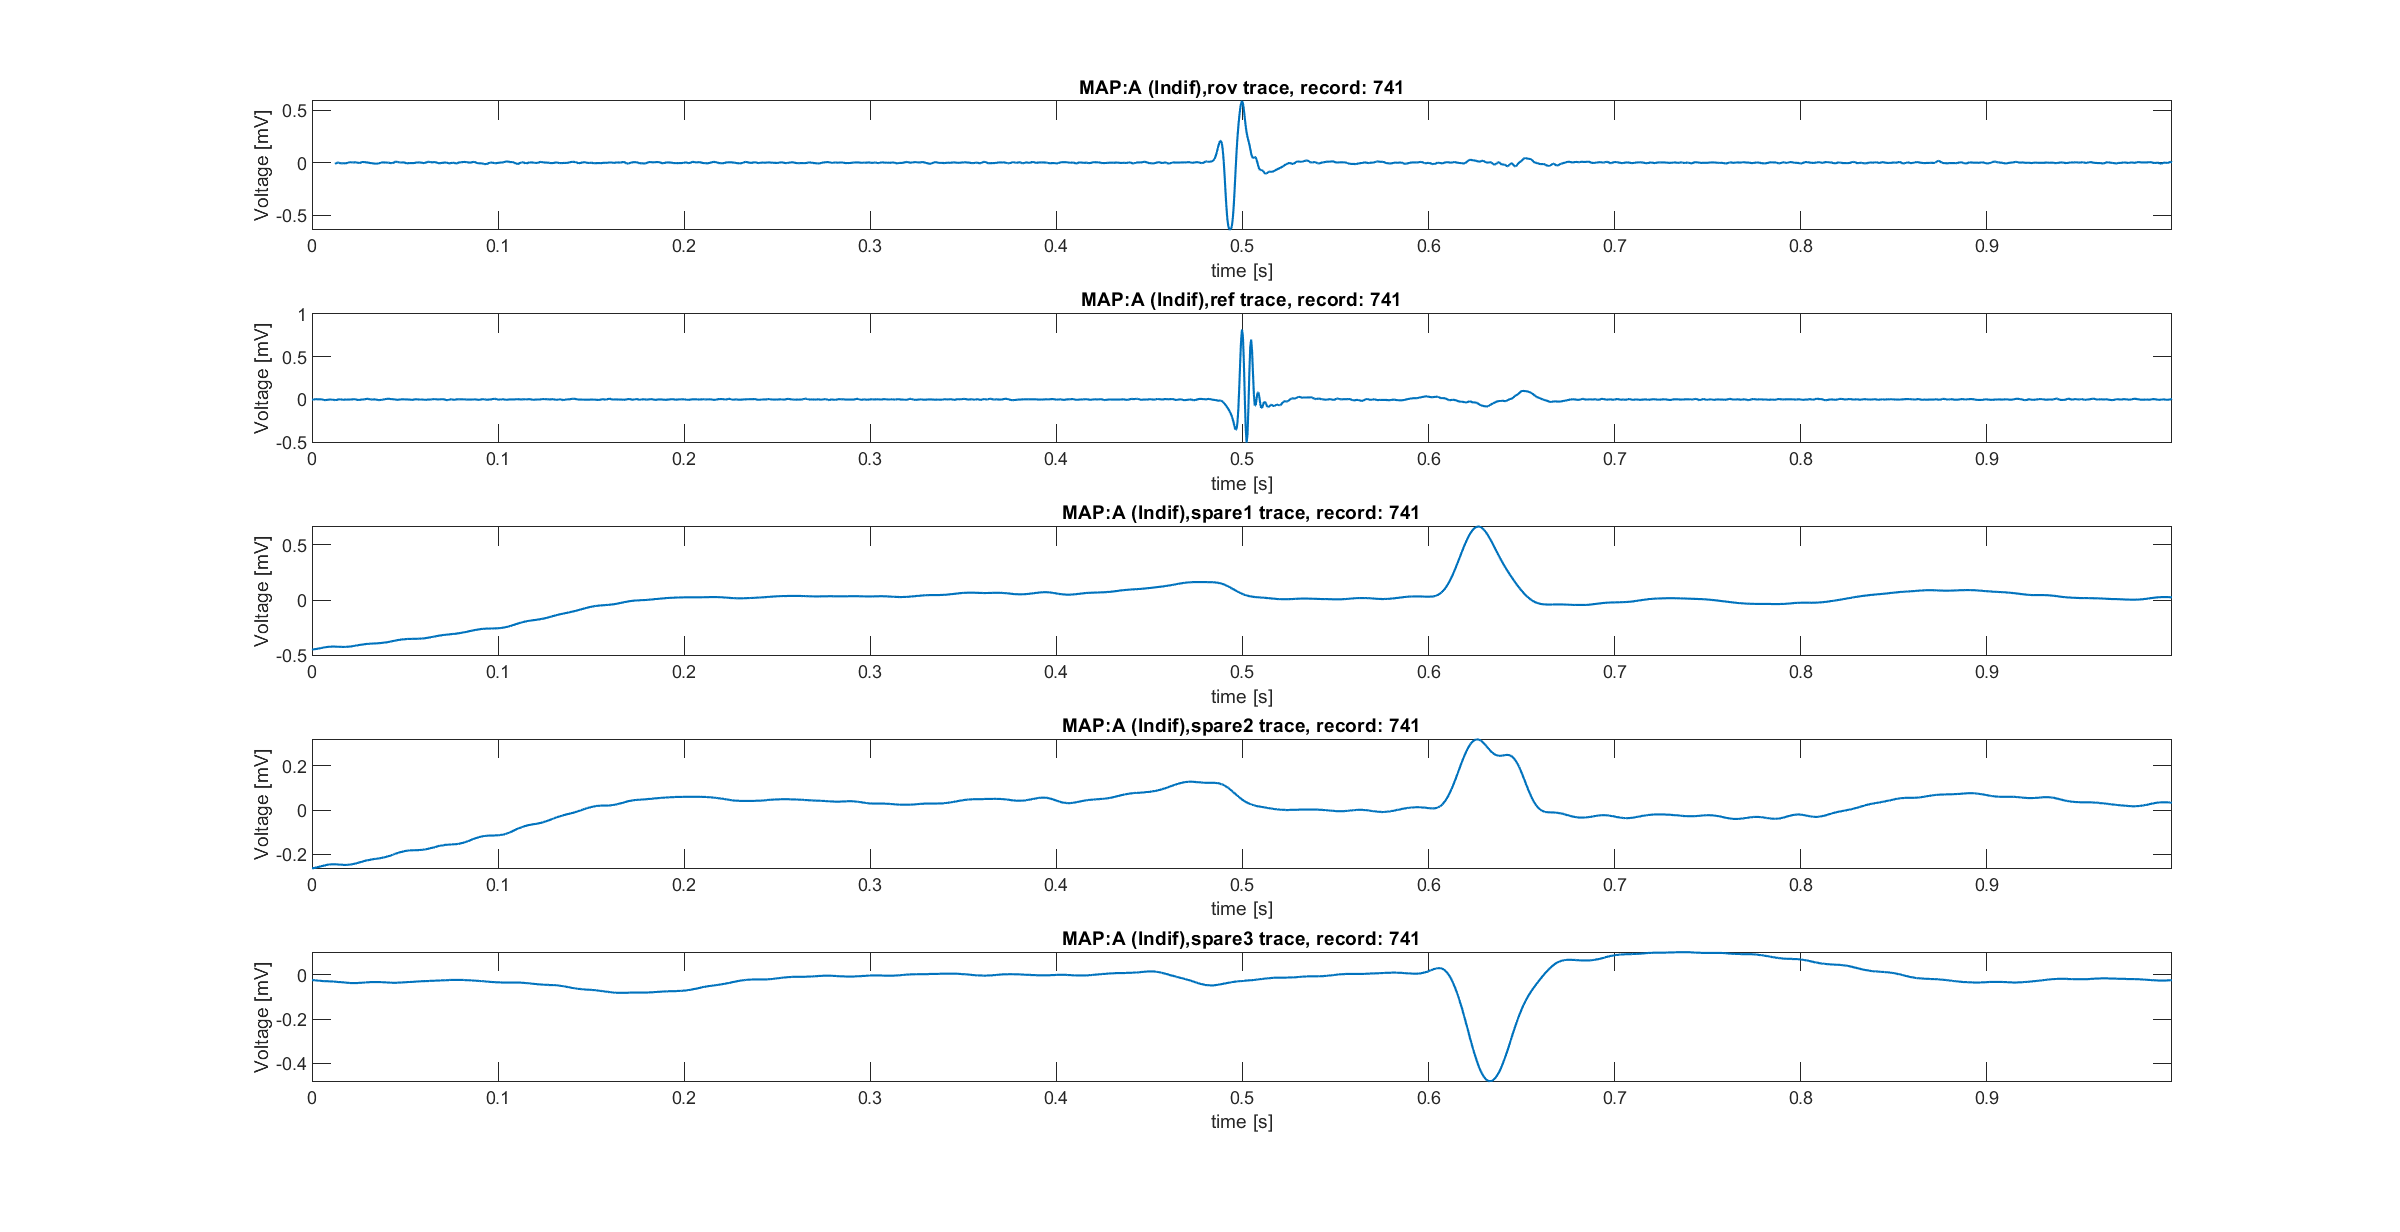 MAP:A (Indif),rov trace, record: 741
Voltage [mV]
0.5
0
-0.5
0 0.1 0.2 0.3 0.4 0.5 0.6 0.7 0.8 0.9
time [s]
MAP:A (Indif),ref trace, record: 741
Voltage [mV]
1
0.5
0
-0.5
0 0.1 0.2 0.3 0.4 0.5 0.6 0.7 0.8 0.9
time [s]
MAP:A (Indif),spare1 trace, record: 741
Voltage [mV]
0.5
0
-0.5
0 0.1 0.2 0.3 0.4 0.5 0.6 0.7 0.8 0.9
time [s]
MAP:A (Indif),spare2 trace, record: 741
Voltage [mV]
0.2
0
-0.2
0 0.1 0.2 0.3 0.4 0.5 0.6 0.7 0.8 0.9
time [s]
MAP:A (Indif),spare3 trace, record: 741
Voltage [mV]
0
-0.2
-0.4
0 0.1 0.2 0.3 0.4 0.5 0.6 0.7 0.8 0.9
time [s]